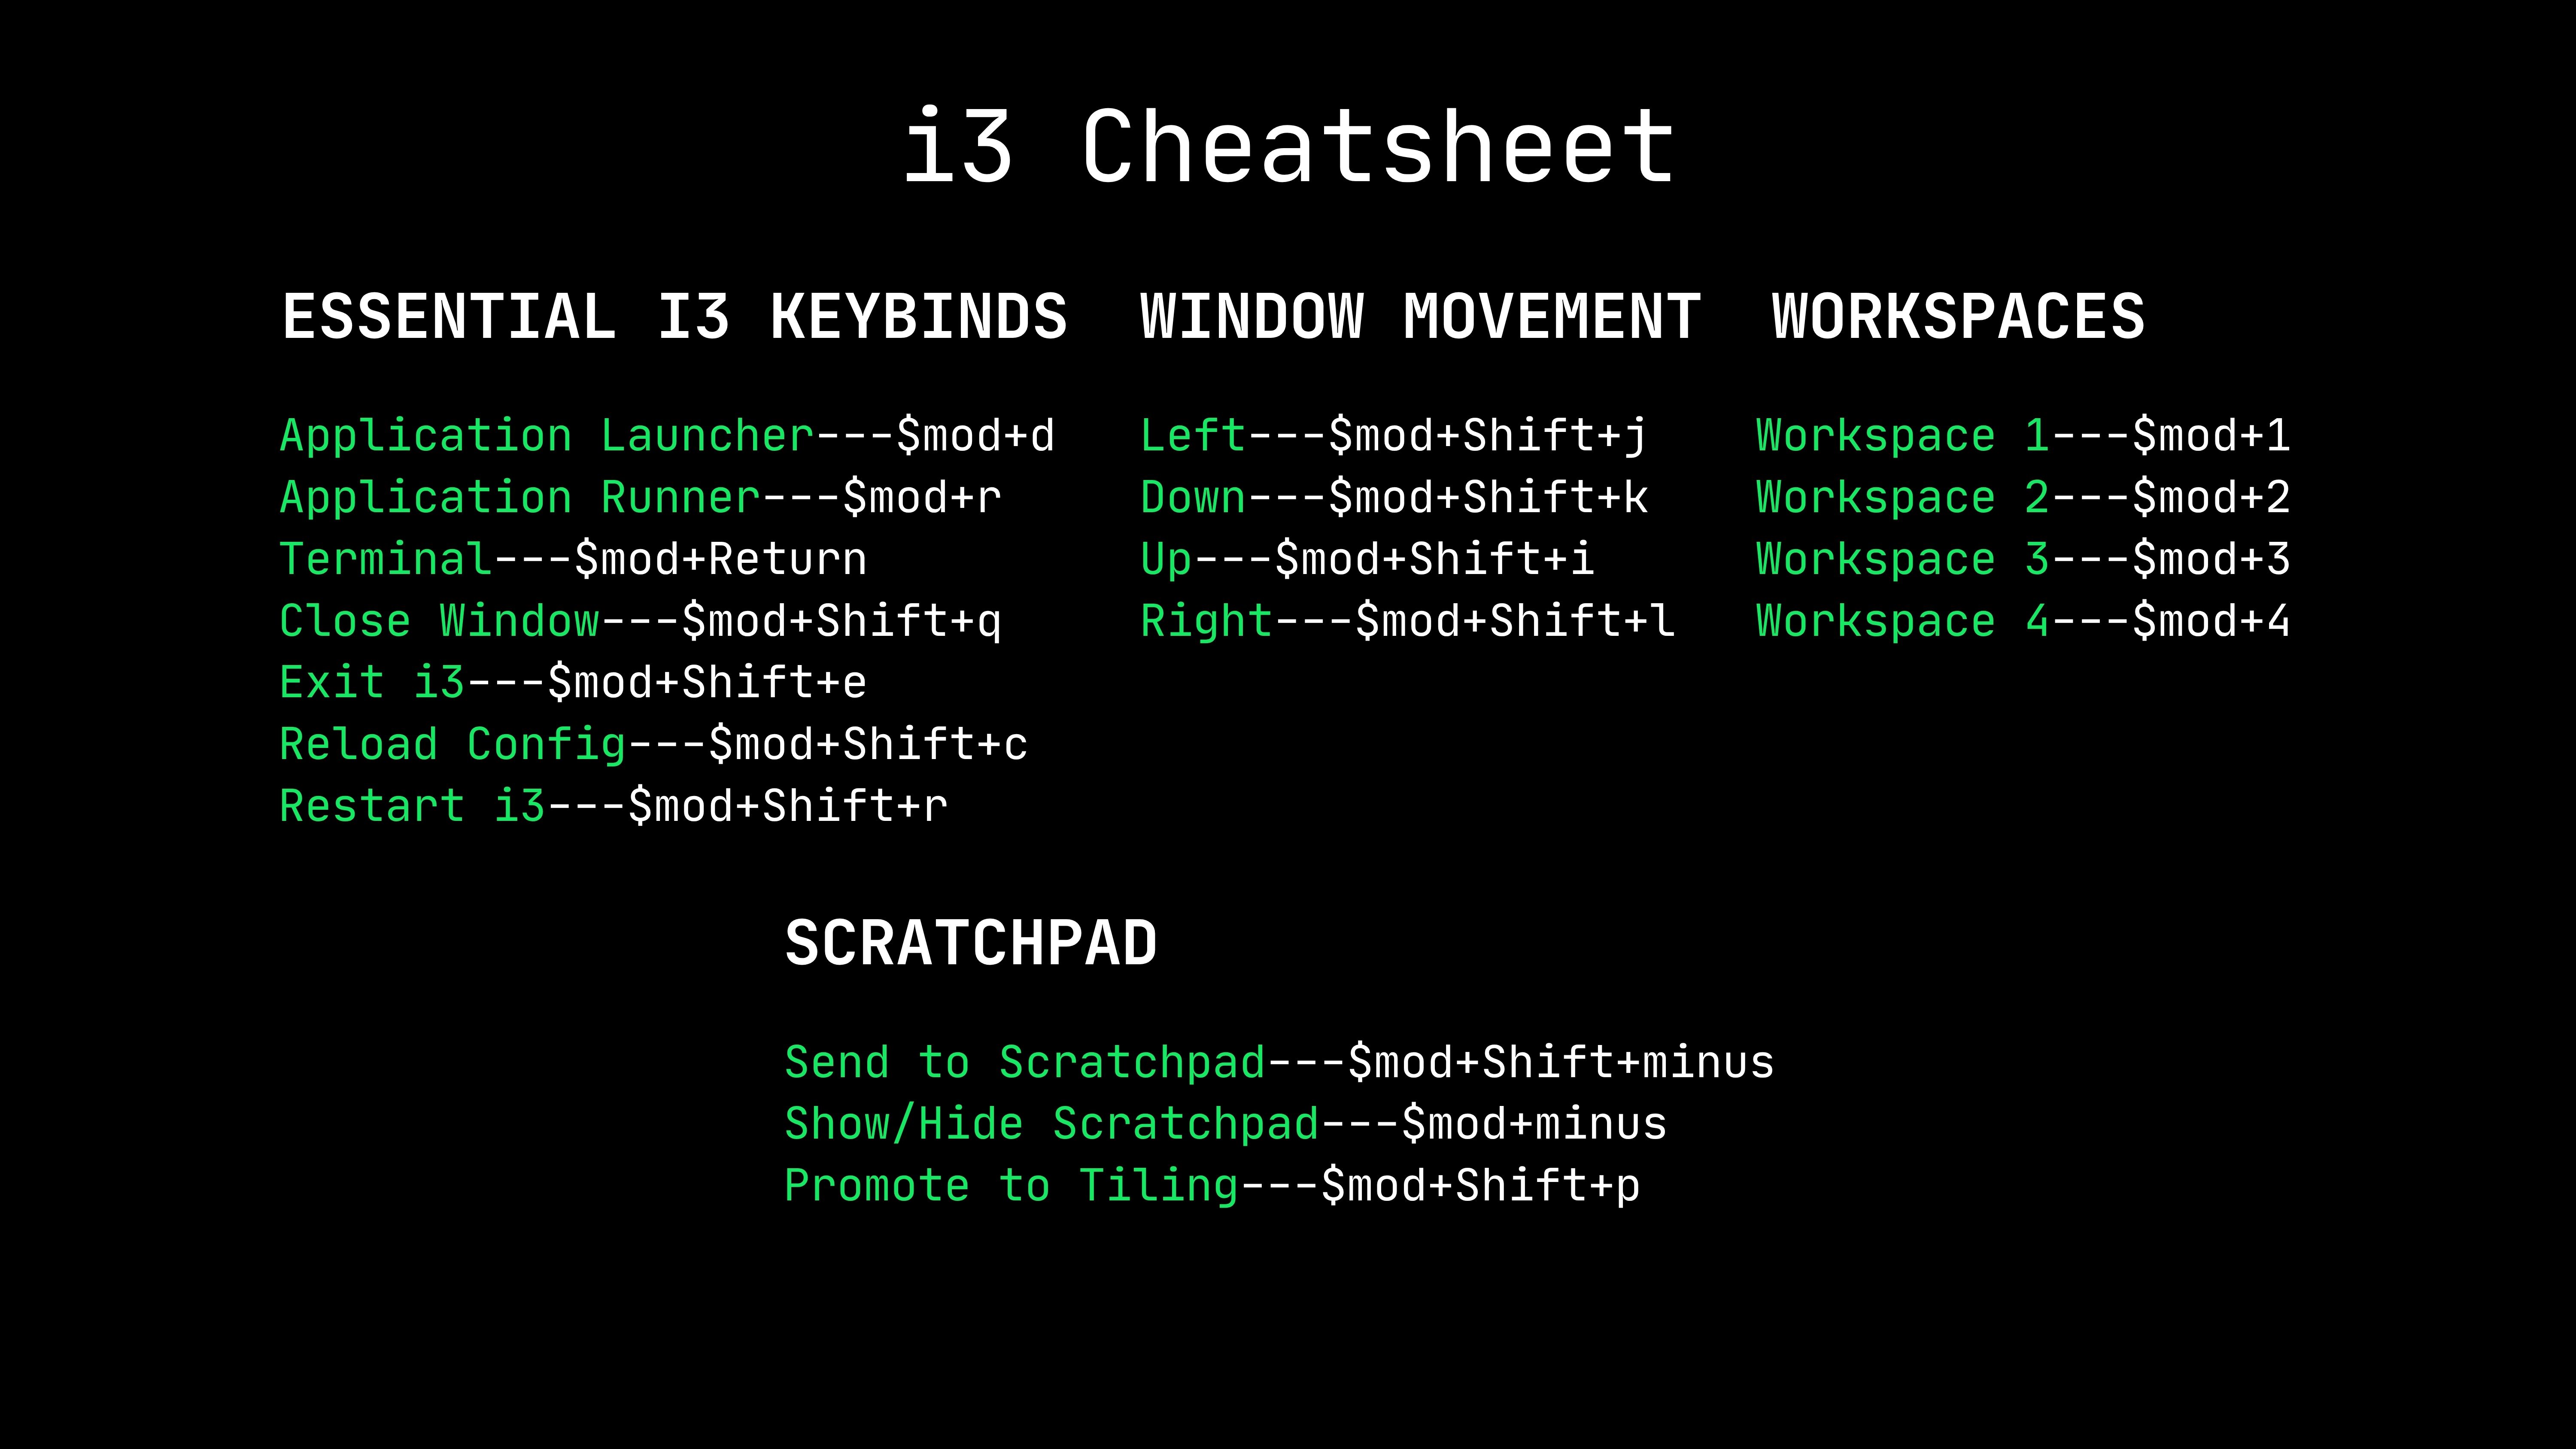 i3 Cheatsheet
ESSENTIAL I3 KEYBINDS
Application Launcher---$mod+d
Application Runner---$mod+r
Terminal---$mod+Return
Close Window---$mod+Shift+q
Exit i3---$mod+Shift+e
Reload Config---$mod+Shift+c
Restart i3---$mod+Shift+r
WINDOW MOVEMENT
Left---$mod+Shift+j
Down---$mod+Shift+k
Up---$mod+Shift+i
Right---$mod+Shift+l
WORKSPACES
Workspace 1---$mod+1
Workspace 2---$mod+2
Workspace 3---$mod+3
Workspace 4---$mod+4
SCRATCHPAD
Send to Scratchpad---$mod+Shift+minus
Show/Hide Scratchpad---$mod+minus
Promote to Tiling---$mod+Shift+p